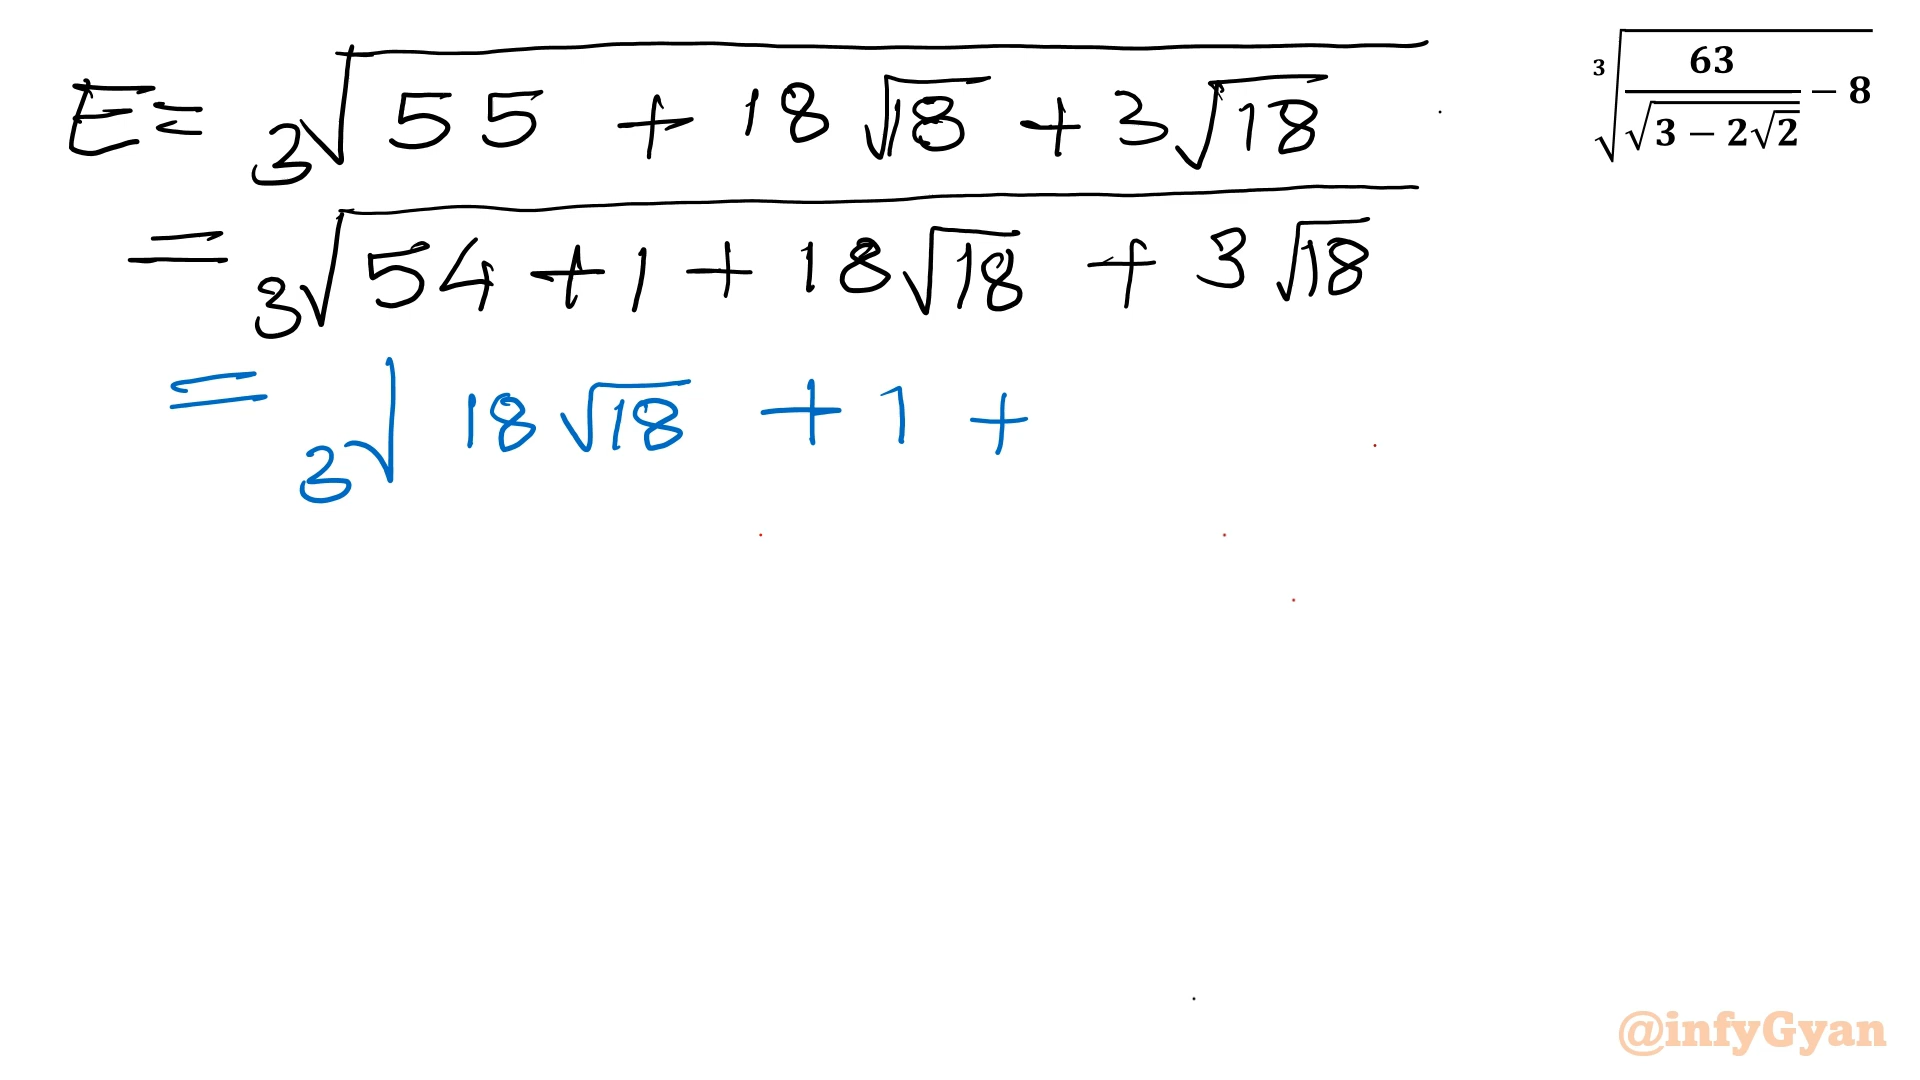 E = ∛(55 + 18√18 + 3√18)
∛(63/√(3 − 2√2) − 8)
= ∛(54 + 1 + 18√18 + 3√18)
= ∛ 18√18 + 1 +
@infyGyan